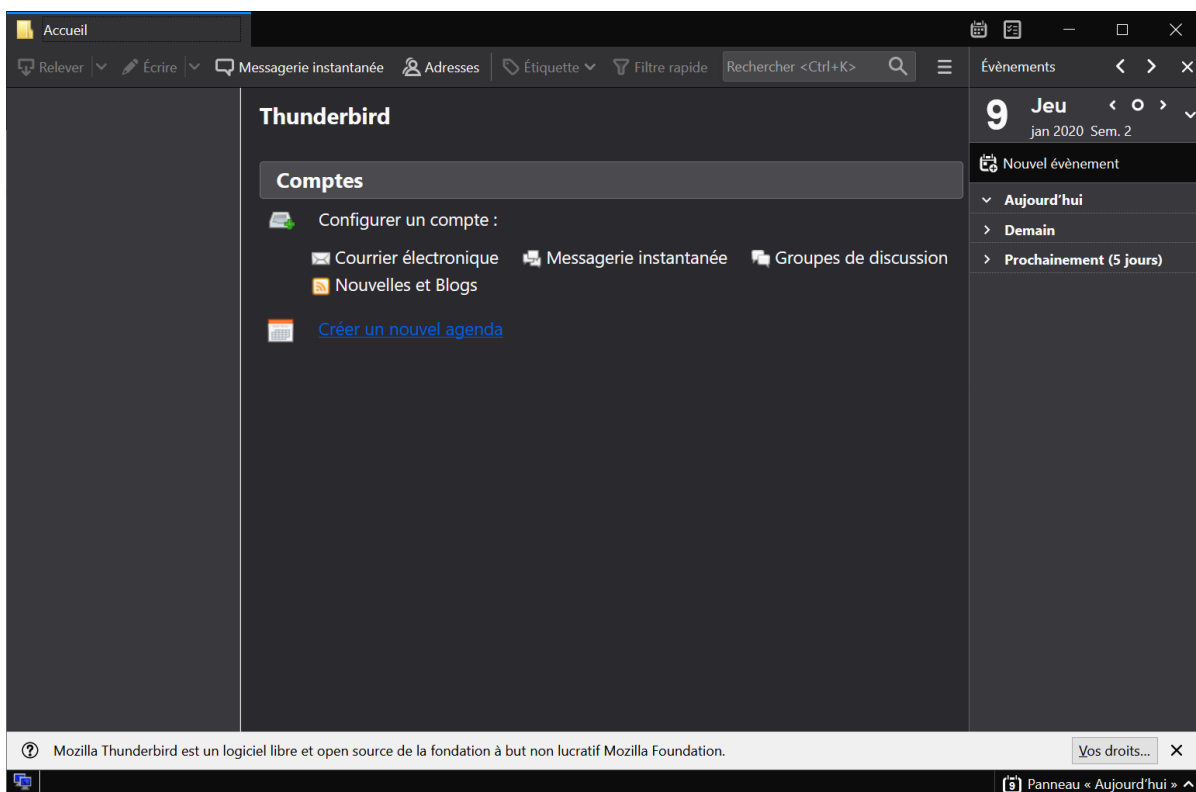 Accueil
Relever Écrire Messagerie instantanée Adresses Étiquette Filtre rapide Rechercher <Ctrl+K>
Évènements
Thunderbird
Comptes
Configurer un compte :
Courrier électronique Messagerie instantanée Groupes de discussion
Nouvelles et Blogs
Créer un nouvel agenda
9 Jeu
jan 2020 Sem. 2
Nouvel évènement
Aujourd'hui
Demain
Prochainement (5 jours)
Mozilla Thunderbird est un logiciel libre et open source de la fondation à but non lucratif Mozilla Foundation.
Vos droits...
9 Panneau « Aujourd'hui »